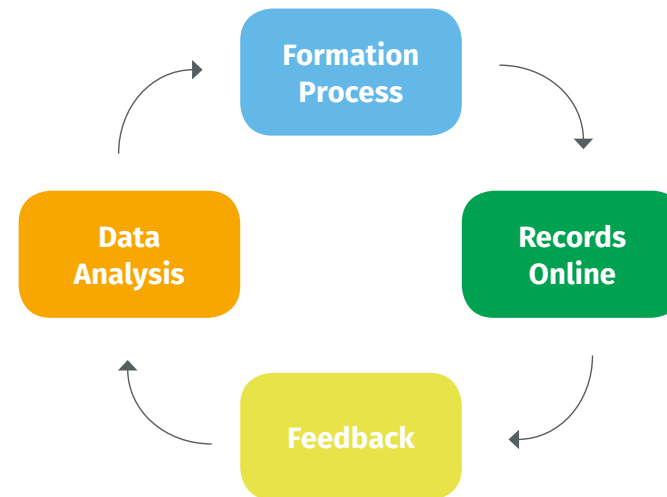 Formation
Process
Records
Online
Feedback
Data
Analysis